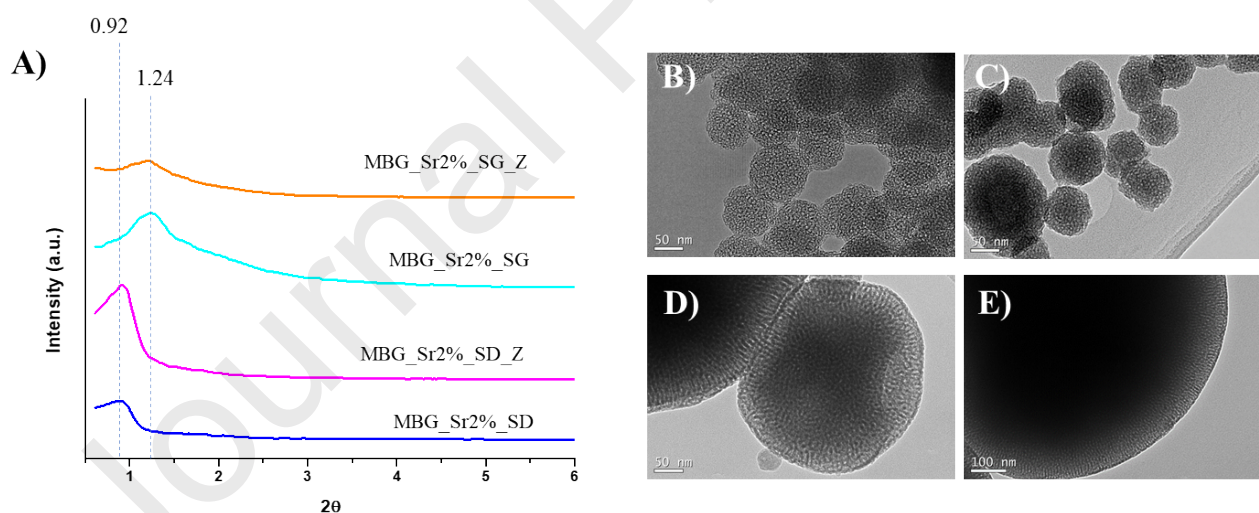 0.92
A)
1.24
MBG_Sr2%_SG_Z
MBG_Sr2%_SG
MBG_Sr2%_SD_Z
MBG_Sr2%_SD
Intensity (a.u.)
1 2 3 4 5 6
2θ
B)
50 nm
C)
50 nm
D)
50 nm
E)
100 nm
Journal P